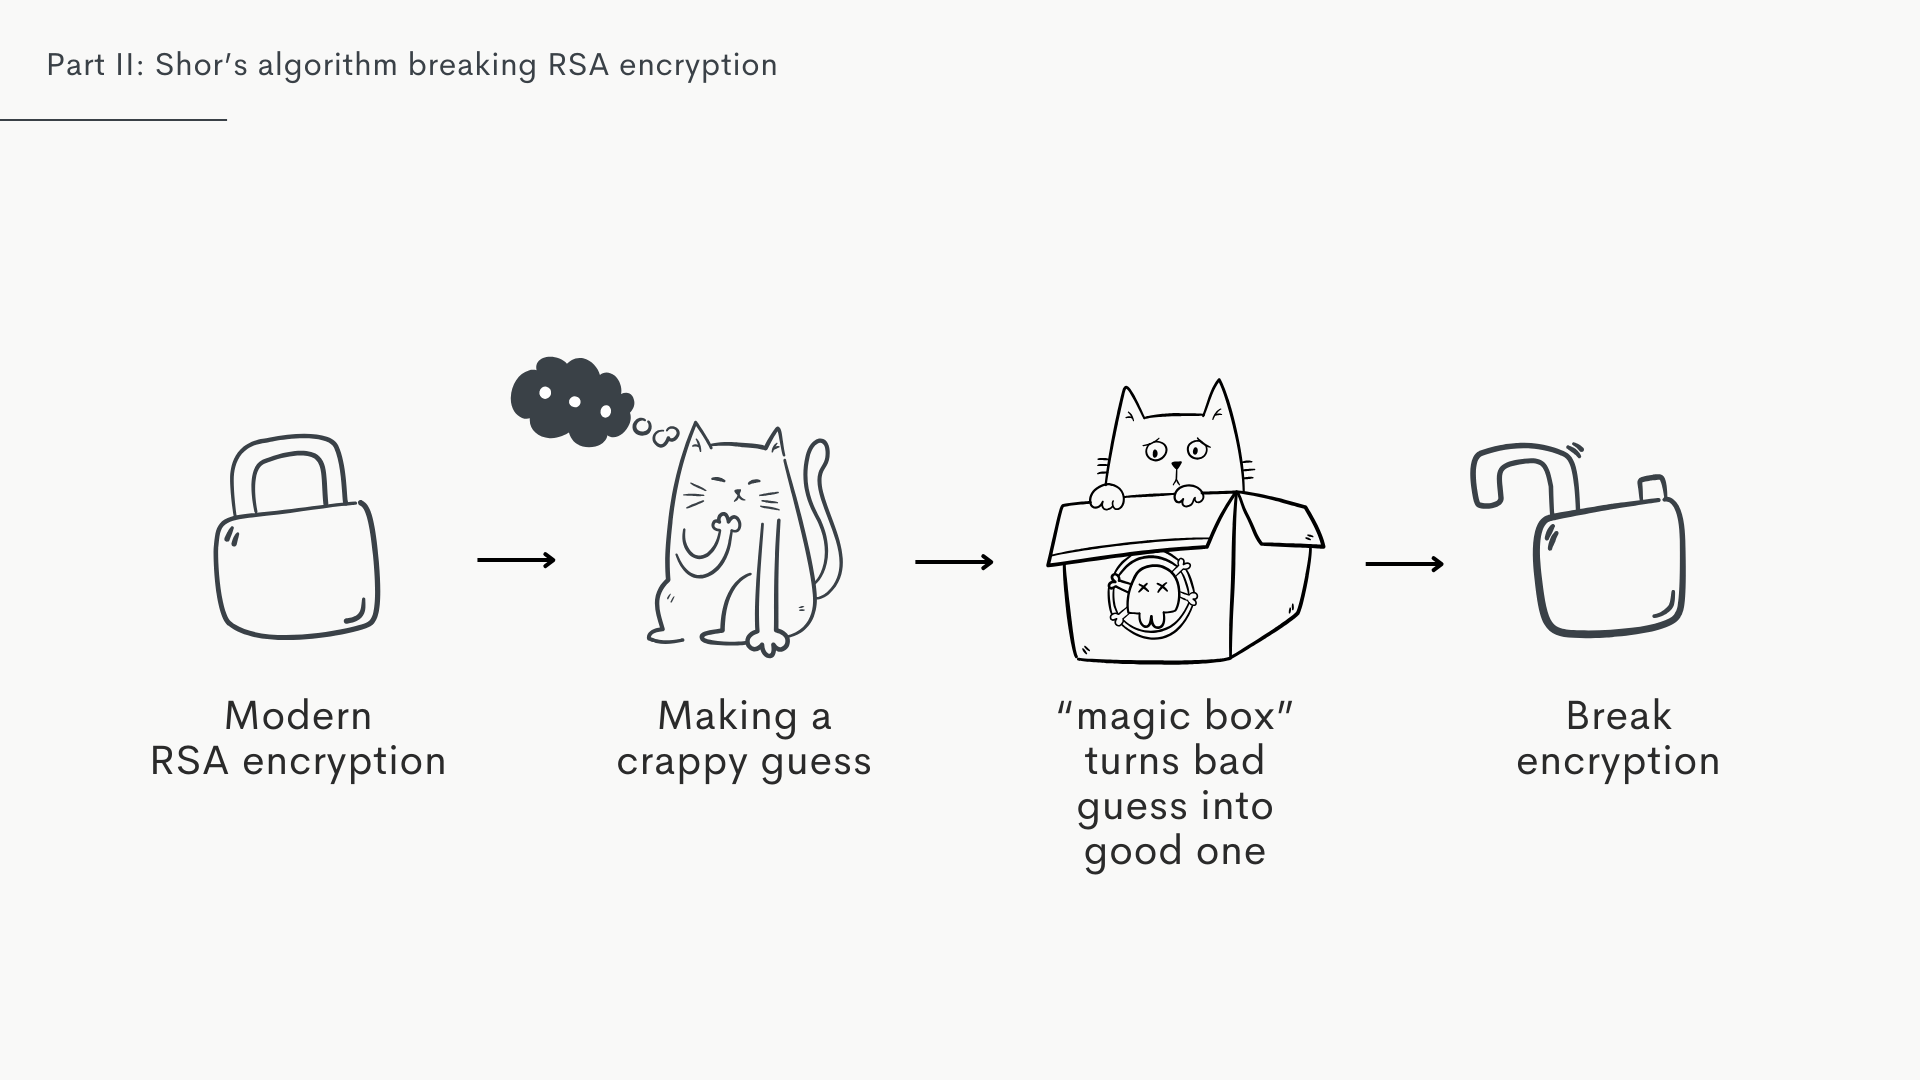 Part II: Shor’s algorithm breaking RSA encryption
Modern
RSA encryption
Making a
crappy guess
“magic box”
turns bad
guess into
good one
Break
encryption